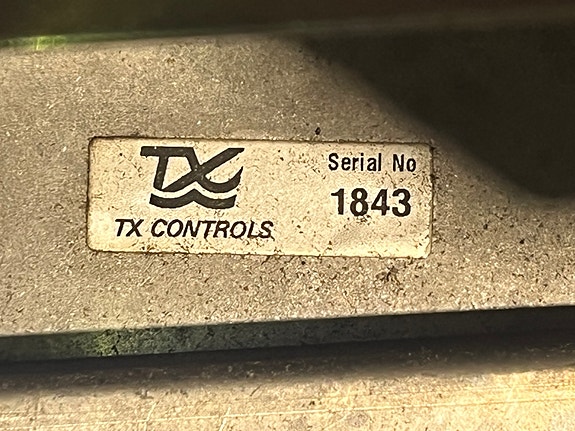 TX
TX CONTROLS
Serial No
1843